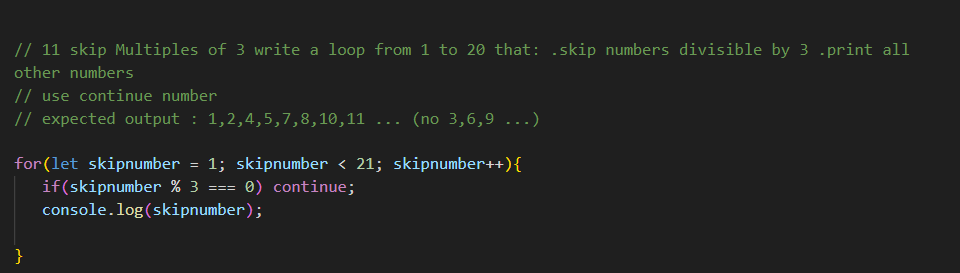 // 11 skip Multiples of 3 write a loop from 1 to 20 that: .skip numbers divisible by 3 .print all
other numbers
// use continue number
// expected output : 1,2,4,5,7,8,10,11 ... (no 3,6,9 ...)
for(let skipnumber = 1; skipnumber < 21; skipnumber++){
if(skipnumber % 3 === 0) continue;
console.log(skipnumber);
}